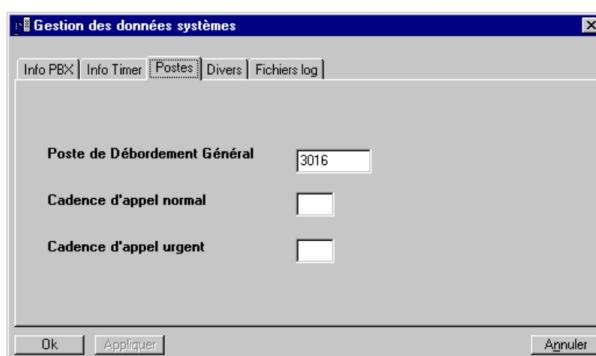 Gestion des données systèmes
Info PBX Info Timer Postes Divers Fichiers log
Poste de Débordement Général 3016
Cadence d'appel normal
Cadence d'appel urgent
Ok Appliquer Annuler